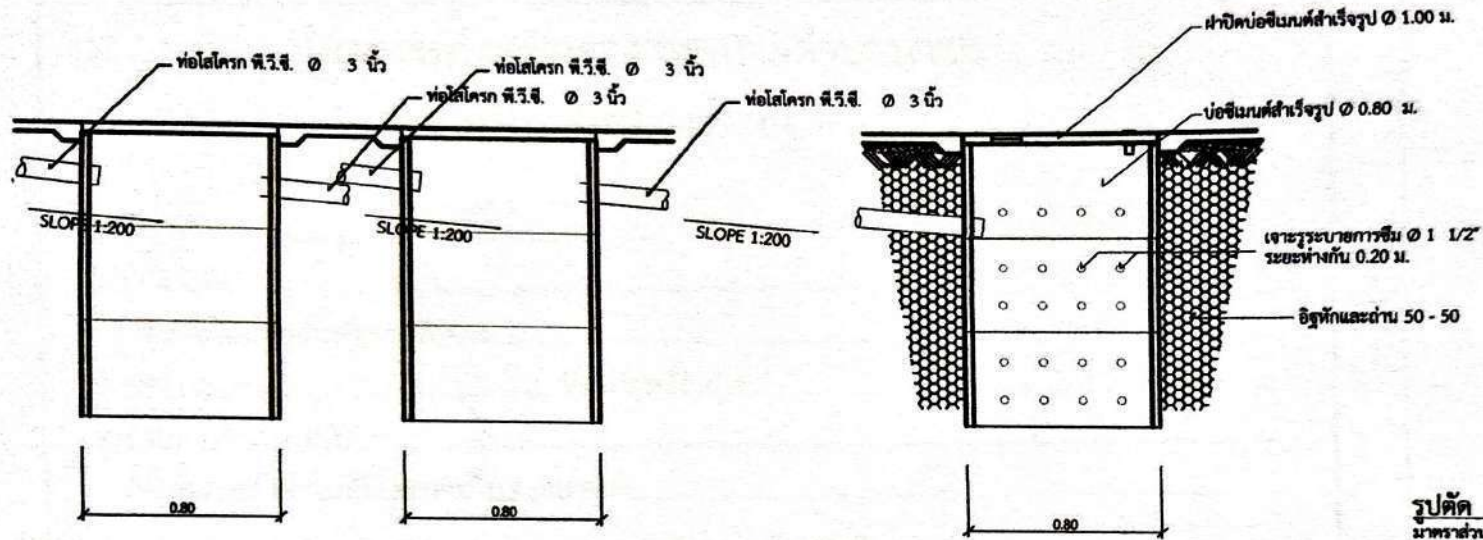 ฝาปิดบ่อซีเมนต์สำเร็จรูป Ø 1.00 ม.
ท่อโสโครก พี.วี.ซี. Ø 3 นิ้ว
ท่อโสโครก พี.วี.ซี. Ø 3 นิ้ว
ท่อโสโครก พี.วี.ซี. Ø 3 นิ้ว
ท่อโสโครก พี.วี.ซี. Ø 3 นิ้ว
บ่อซีเมนต์สำเร็จรูป Ø 0.80 ม.
SLOPE 1:200
SLOPE 1:200
SLOPE 1:200
เจาะรูระบายการซึม Ø 1 1/2"
ระยะห่างกัน 0.20 ม.
อิฐหักและถ่าน 50 - 50
0.80
0.80
0.80
รูปตัด
มาตราส่วน